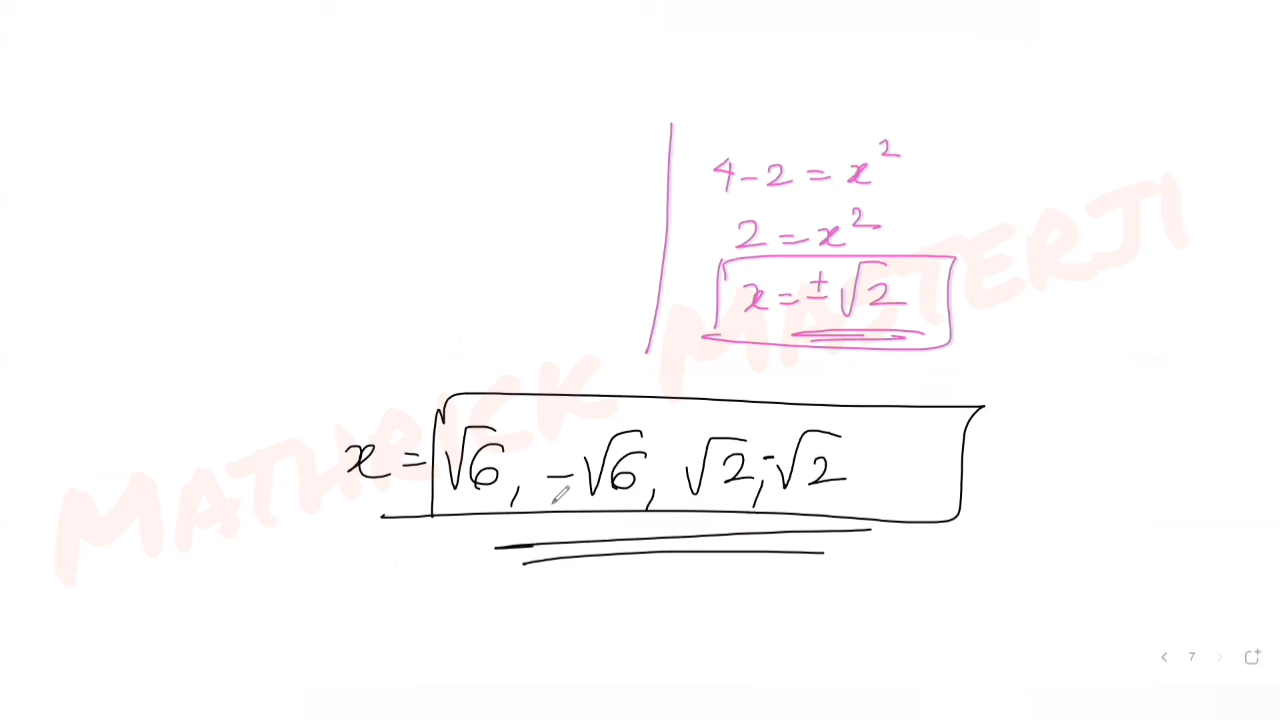 4-2=x²
2=x²
x=±√2
MATHRICK MASTERJI
x=√6, -√6, √2,-√2
< 7 >